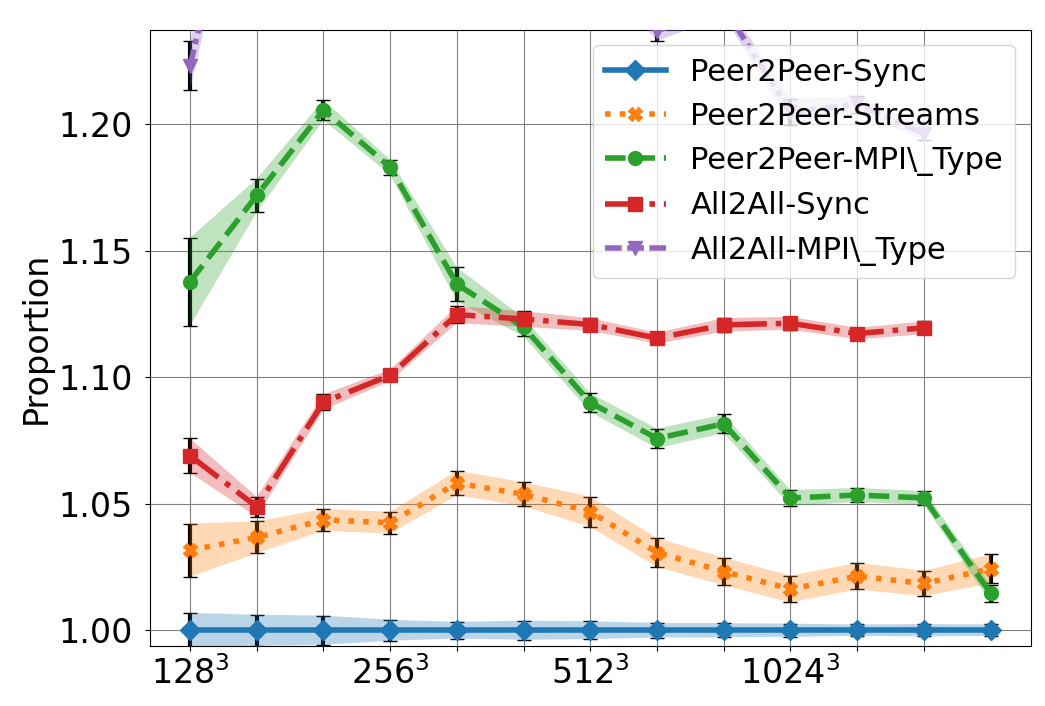 Peer2Peer-Sync
Peer2Peer-Streams
Peer2Peer-MPI\_Type
All2All-Sync
All2All-MPI\_Type
Proportion
1.20
1.15
1.10
1.05
1.00
128³ 256³ 512³ 1024³